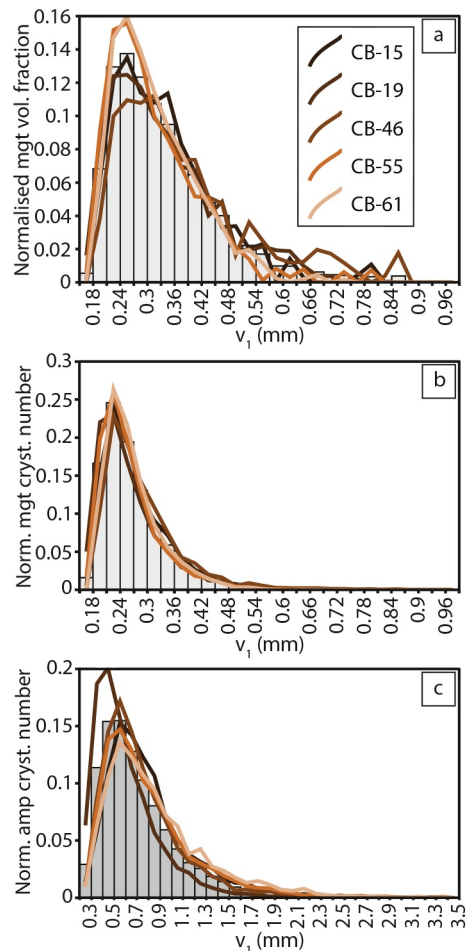 0.16
0.14
0.12
0.1
0.08
0.06
0.04
0.02
0
Normalised mgt vol. fraction
a
CB-15
CB-19
CB-46
CB-55
CB-61
0.18 0.24 0.3 0.36 0.42 0.48 0.54 0.6 0.66 0.72 0.78 0.84 0.9 0.96
v₁ (mm)
0.3
0.25
0.2
0.15
0.1
0.05
0
Norm. mgt cryst. number
b
0.18 0.24 0.3 0.36 0.42 0.48 0.54 0.6 0.66 0.72 0.78 0.84 0.9 0.96
v₁ (mm)
0.2
0.15
0.1
0.05
0
Norm. amp cryst. number
c
0.3 0.5 0.7 0.9 1.1 1.3 1.5 1.7 1.9 2.1 2.3 2.5 2.7 2.9 3.1 3.3 3.5
v₁ (mm)